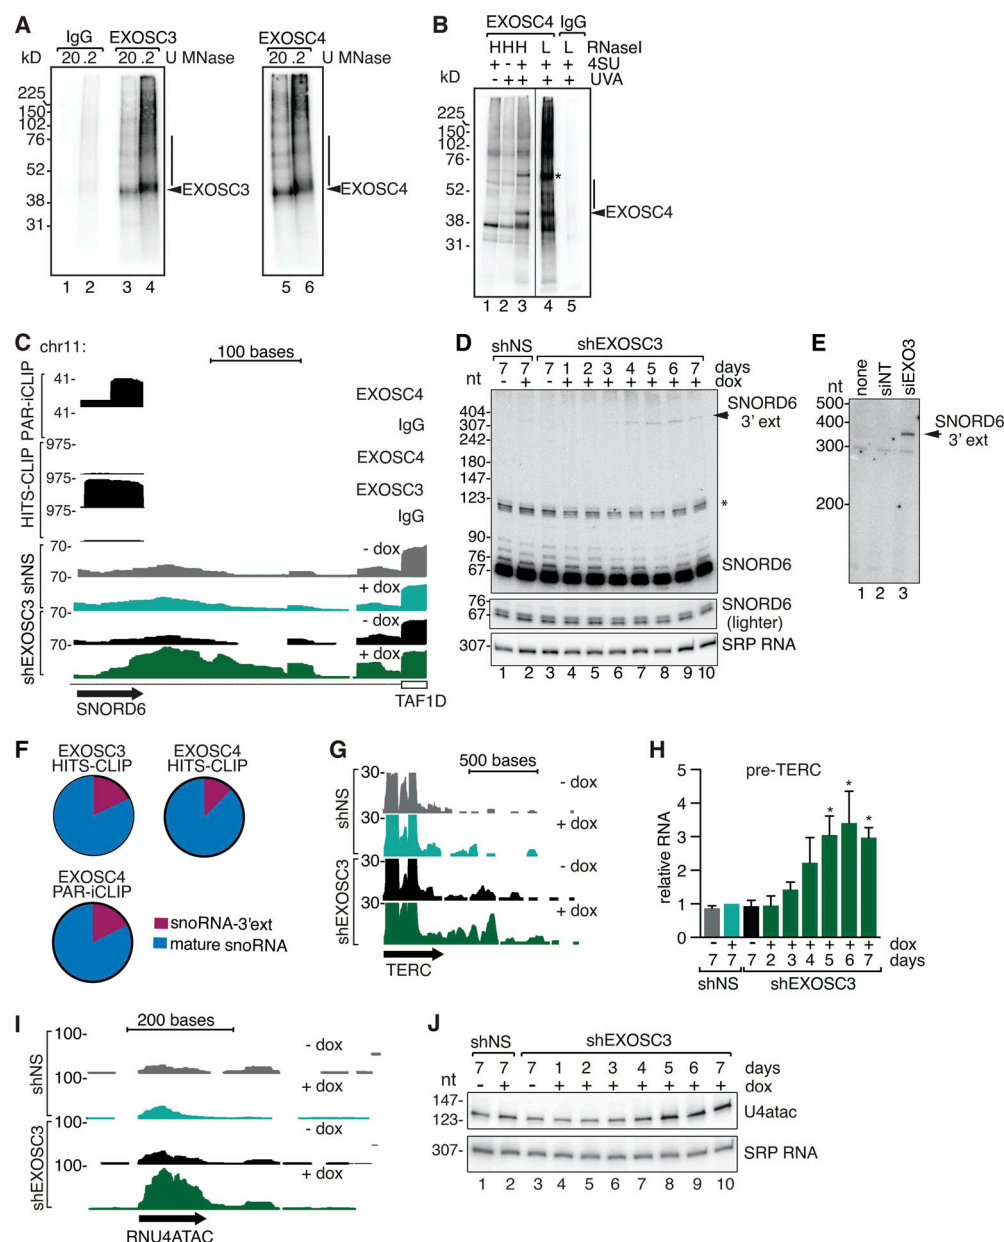 A
IgG EXOSC3 EXOSC4
kD 20 .2 20 .2 U MNase 20 .2 U MNase
225-
150-
102-
76-
52-
38-
31-
EXOSC3
EXOSC4
1 2 3 4 5 6
B
EXOSC4 IgG
H H H L L RNaseI
+ - + + + 4SU
- + + + + UVA
kD
225-
150-
102-
76-
52-
38-
31-
*
EXOSC4
1 2 3 4 5
C
chr11:
100 bases
PAR-iCLIP
41-
EXOSC4
41-
IgG
HITS-CLIP
975-
EXOSC4
975-
EXOSC3
975-
IgG
shNS
70-
- dox
70-
+ dox
shEXOSC3
70-
- dox
70-
+ dox
SNORD6
TAF1D
D
shNS shEXOSC3
7 7 7 1 2 3 4 5 6 7 days
- + - + + + + + + + dox
nt
404-
307-
242-
180-
147-
123-
90-
76-
67-
SNORD6
3' ext
*
SNORD6
76-
67-
SNORD6
(lighter)
307-
SRP RNA
1 2 3 4 5 6 7 8 9 10
E
nt none siNT siEXO3
500-
400-
300-
200-
SNORD6
3' ext
1 2 3
F
EXOSC3
HITS-CLIP
EXOSC4
HITS-CLIP
EXOSC4
PAR-iCLIP
snoRNA-3'ext
mature snoRNA
G
500 bases
shNS
30-
- dox
30-
+ dox
shEXOSC3
30-
- dox
30-
+ dox
TERC
H
pre-TERC
relative RNA
5
4
3
2
1
0
* * *
- + - + + + + + + dox
7 7 7 2 3 4 5 6 7 days
shNS shEXOSC3
I
200 bases
shNS
100-
- dox
100-
+ dox
shEXOSC3
100-
- dox
100-
+ dox
RNU4ATAC
J
shNS shEXOSC3
7 7 7 1 2 3 4 5 6 7 days
- + - + + + + + + + dox
nt
147-
123-
U4atac
307-
SRP RNA
1 2 3 4 5 6 7 8 9 10